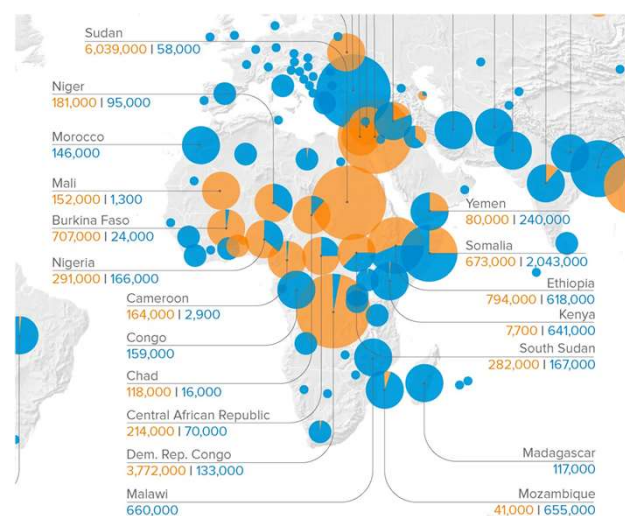 Sudan
6,039,000 | 58,000
Niger
181,000 | 95,000
Morocco
146,000
Mali
152,000 | 1,300
Burkina Faso
707,000 | 24,000
Nigeria
291,000 | 166,000
Cameroon
164,000 | 2,900
Congo
159,000
Chad
118,000 | 16,000
Central African Republic
214,000 | 70,000
Dem. Rep. Congo
3,772,000 | 133,000
Malawi
660,000
Yemen
80,000 | 240,000
Somalia
673,000 | 2,043,000
Ethiopia
794,000 | 618,000
Kenya
7,700 | 641,000
South Sudan
282,000 | 167,000
Madagascar
117,000
Mozambique
41,000 | 655,000